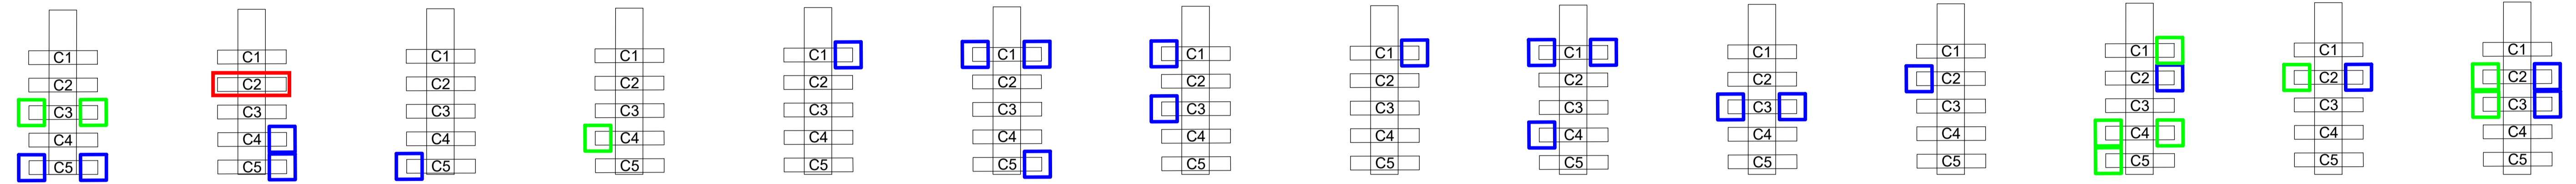 C1 C1 C1 C1 C1 C1 C1 C1 C1 C1 C1 C1 C1 C1
C2 C2 C2 C2 C2 C2 C2 C2 C2 C2 C2 C2 C2 C2
C3 C3 C3 C3 C3 C3 C3 C3 C3 C3 C3 C3 C3 C3
C4 C4 C4 C4 C4 C4 C4 C4 C4 C4 C4 C4 C4 C4
C5 C5 C5 C5 C5 C5 C5 C5 C5 C5 C5 C5 C5 C5